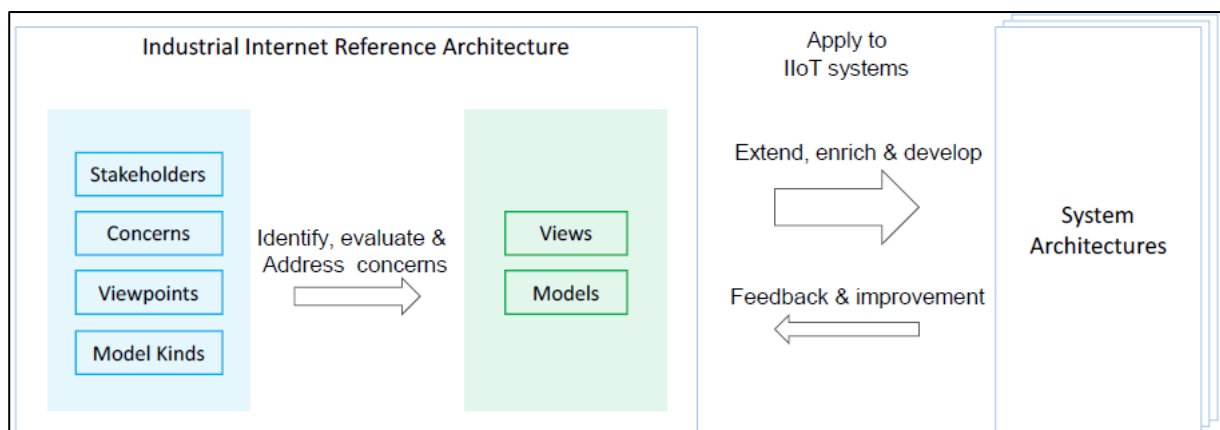 Industrial Internet Reference Architecture
Stakeholders
Concerns
Viewpoints
Model Kinds
Identify, evaluate &
Address concerns
Views
Models
Apply to
IIoT systems
Extend, enrich & develop
Feedback & improvement
System
Architectures